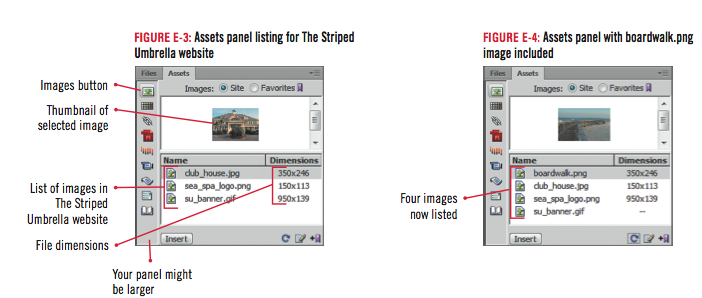 FIGURE E-3: Assets panel listing for The Striped
Umbrella website
Images button
Thumbnail of
selected image
List of images in
The Striped
Umbrella website
File dimensions
Your panel might
be larger
Files Assets
Images: Site Favorites
Name Dimensions
club_house.jpg 350x246
sea_spa_logo.png 150x113
su_banner.gif 950x139
Insert
FIGURE E-4: Assets panel with boardwalk.png
image included
Four images
now listed
Files Assets
Images: Site Favorites
Name Dimensions
boardwalk.png 350x246
club_house.jpg 150x113
sea_spa_logo.png 950x139
su_banner.gif --
Insert